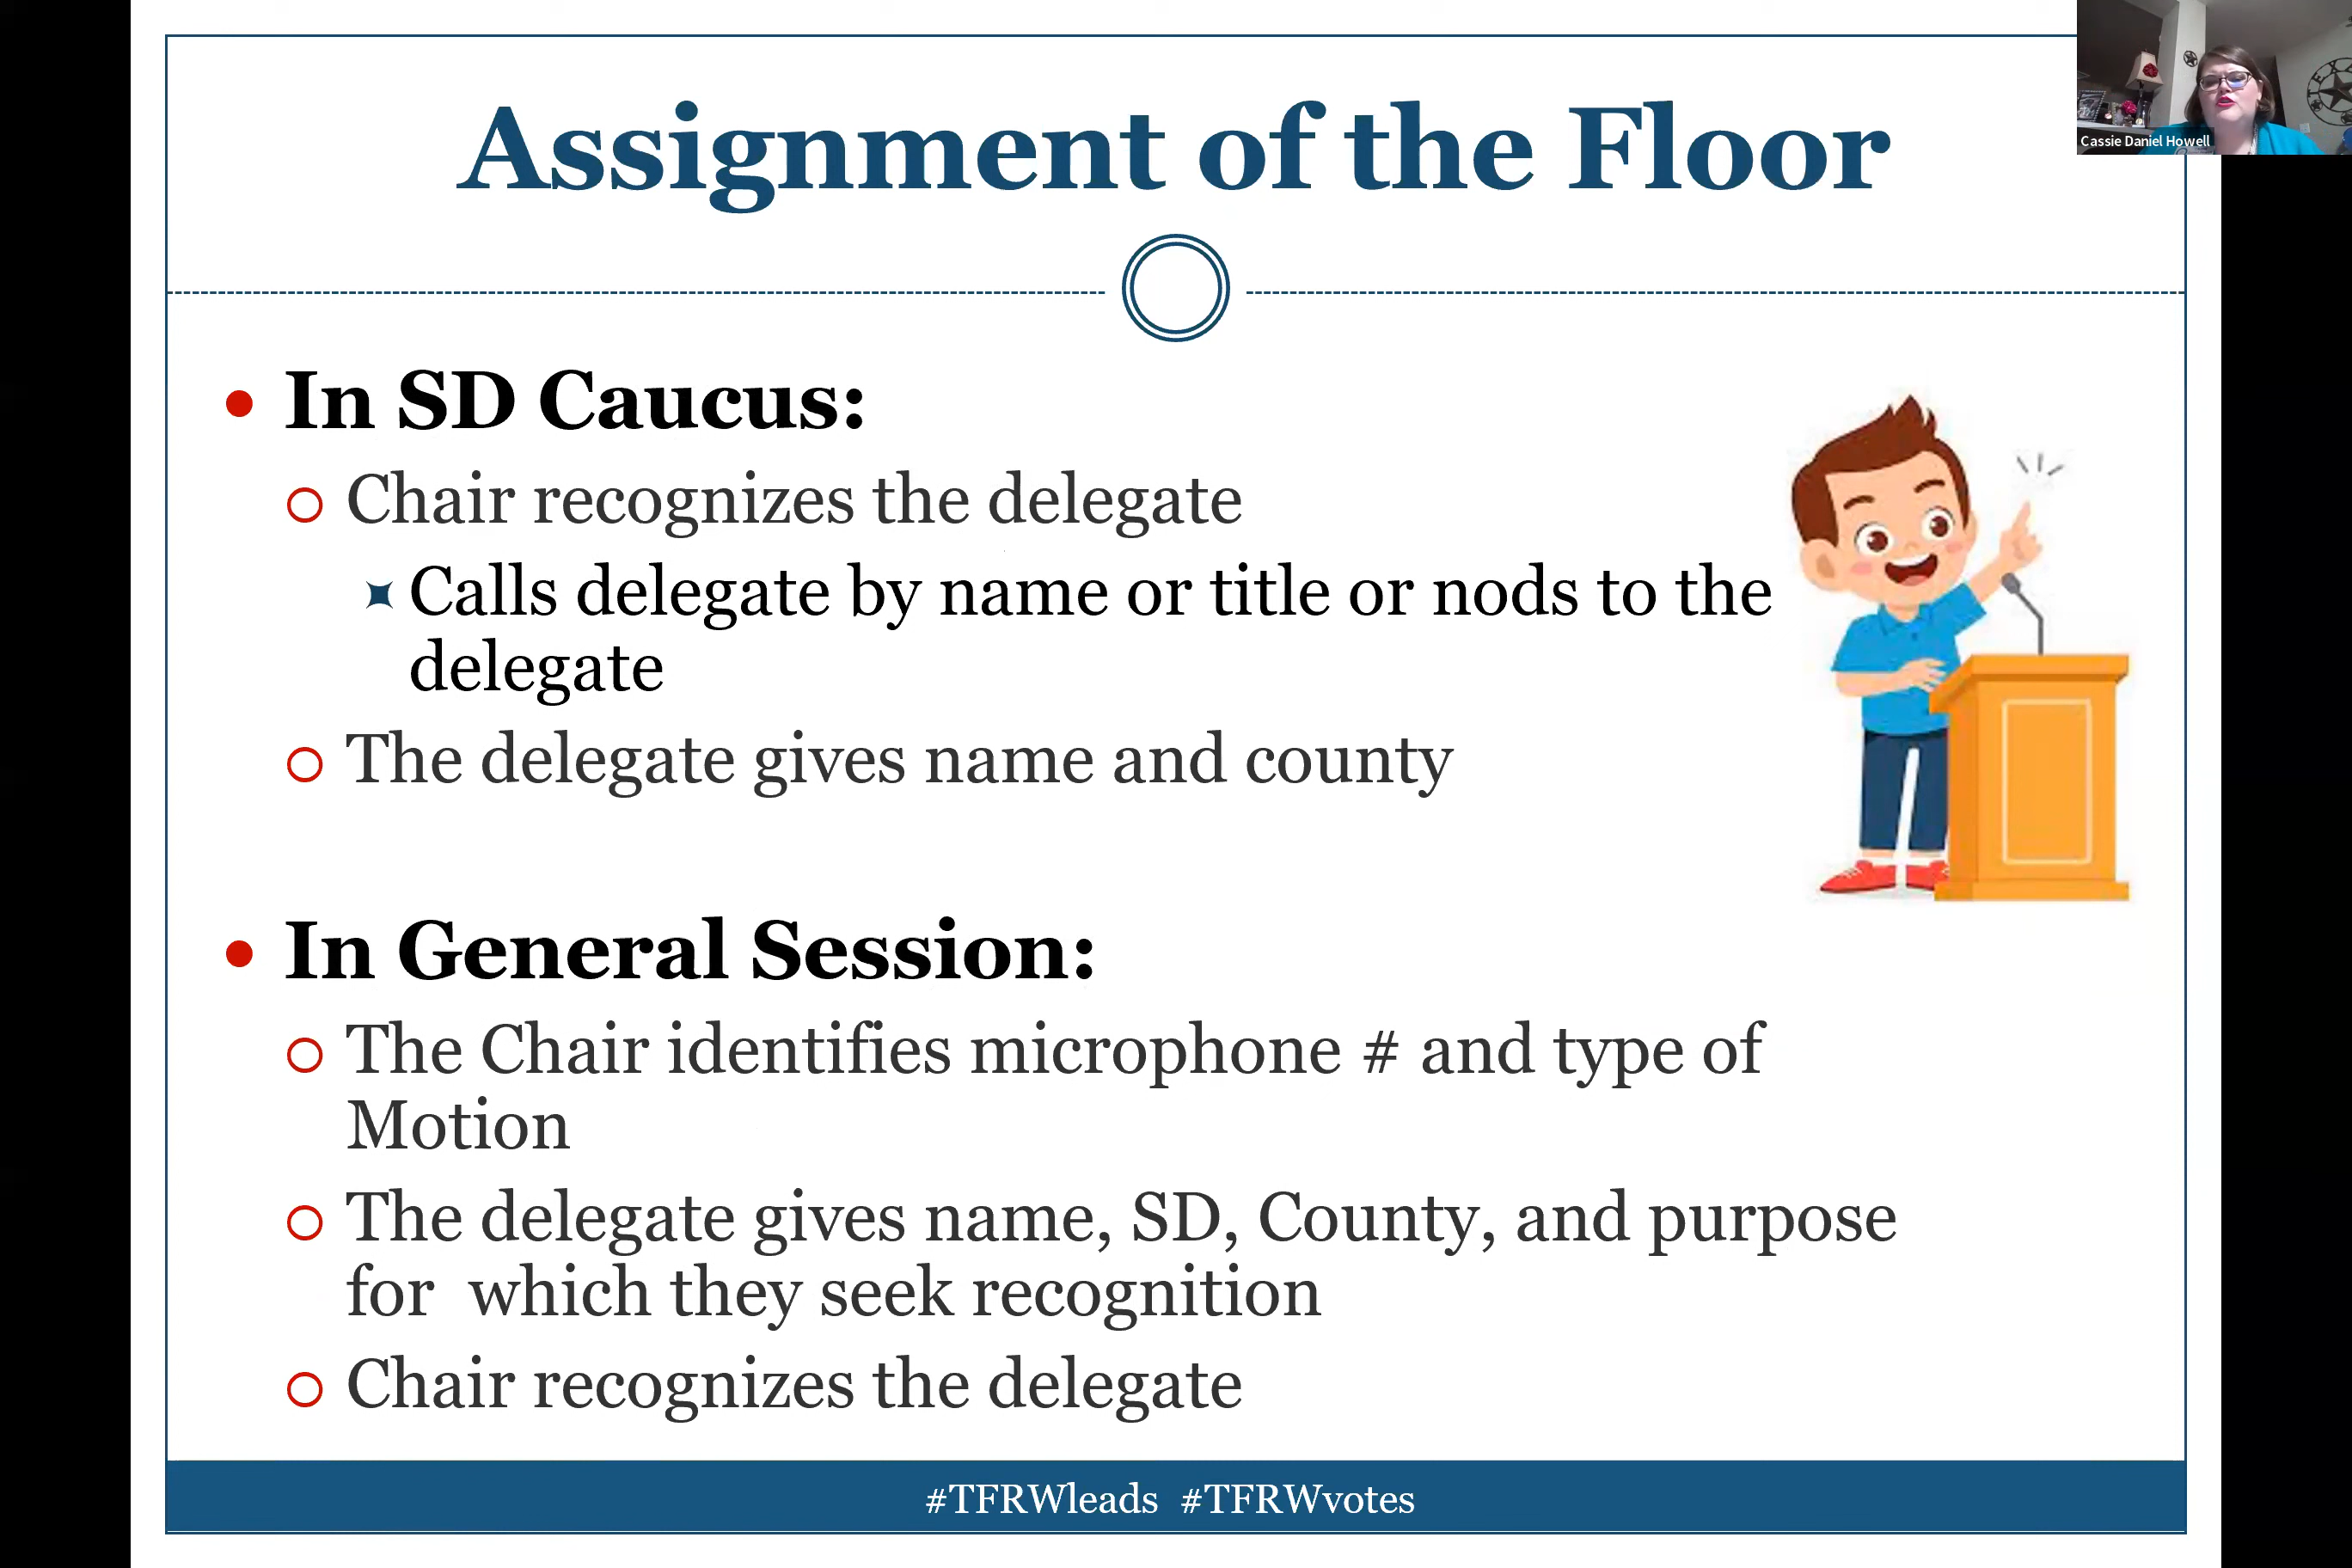 Assignment of the Floor
Cassie Daniel Howell
In SD Caucus:
Chair recognizes the delegate
Calls delegate by name or title or nods to the
delegate
The delegate gives name and county
In General Session:
The Chair identifies microphone # and type of
Motion
The delegate gives name, SD, County, and purpose
for  which they seek recognition
Chair recognizes the delegate
#TFRWleads  #TFRWvotes